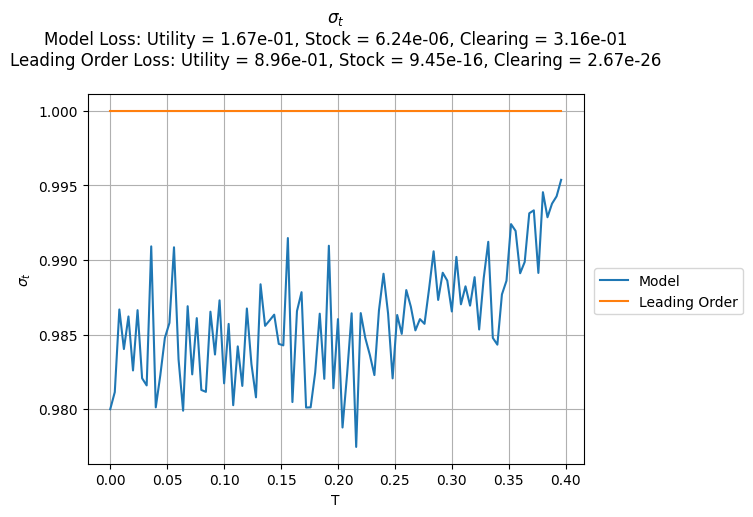 σt
Model Loss: Utility = 1.67e-01, Stock = 6.24e-06, Clearing = 3.16e-01
Leading Order Loss: Utility = 8.96e-01, Stock = 9.45e-16, Clearing = 2.67e-26
1.000
0.995
0.990
0.985
0.980
σt
0.00 0.05 0.10 0.15 0.20 0.25 0.30 0.35 0.40
T
Model
Leading Order